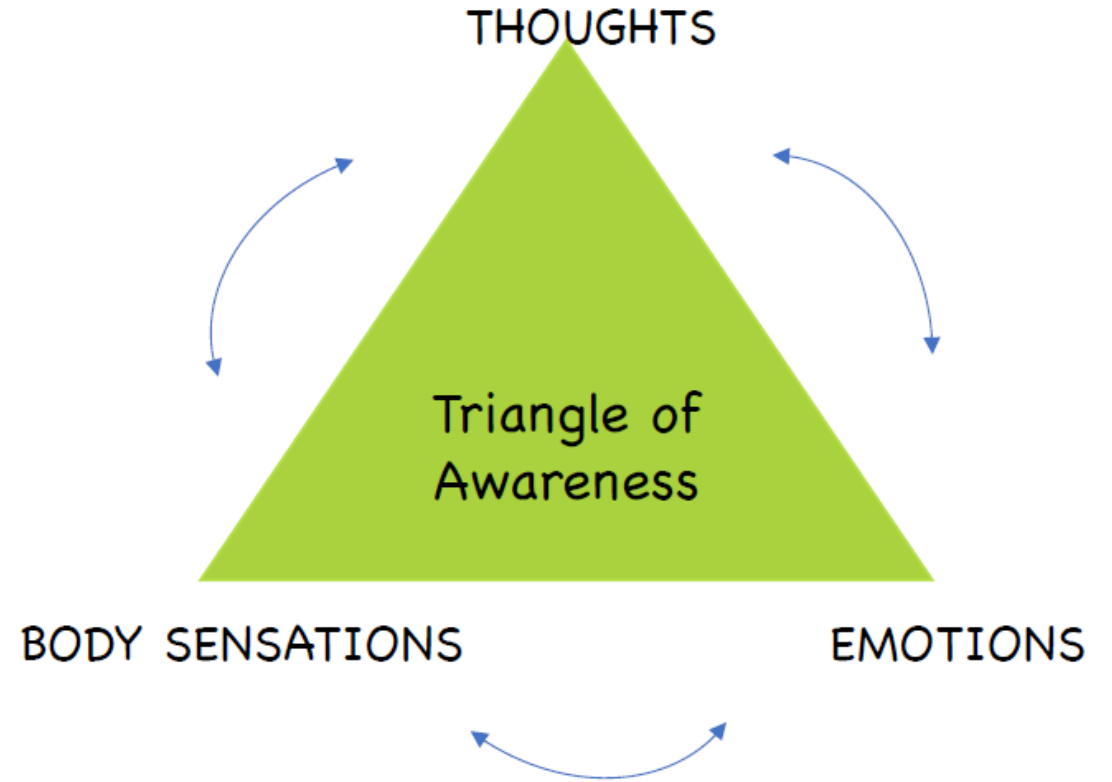 THOUGHTS
Triangle of
Awareness
BODY SENSATIONS
EMOTIONS